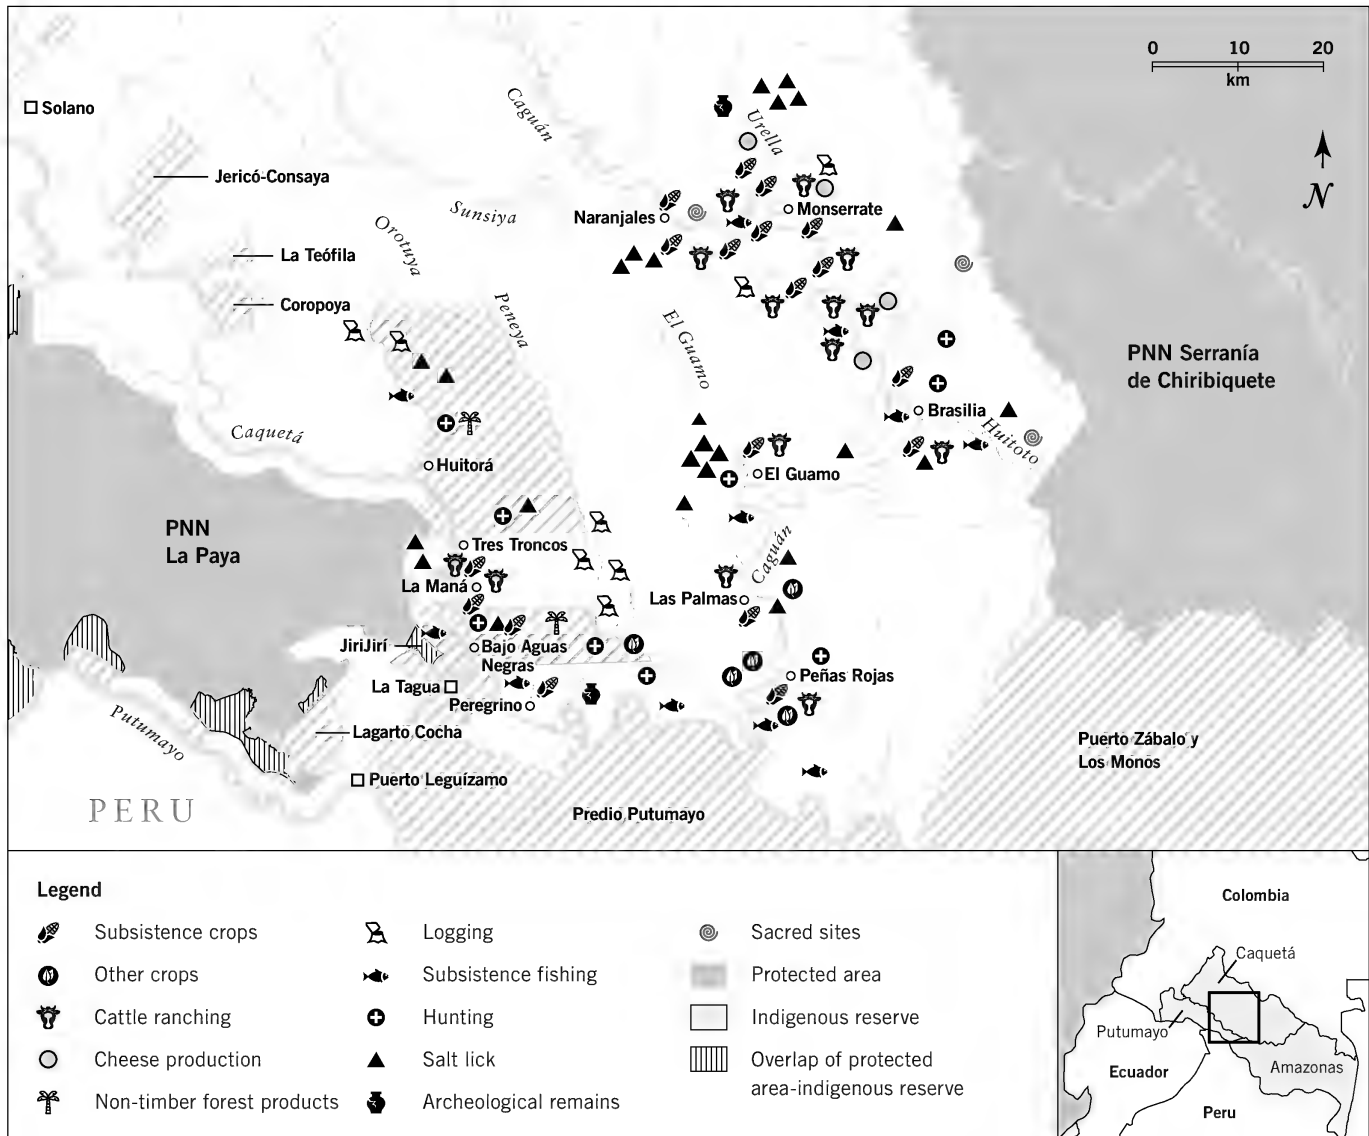 0 10 20
km
N
Solano
Caguán
Urella
Jericó-Consaya
Sunsiya
Naranjales
Monserrate
Orotuya
La Teófila
Coropoya
Peneya
El Guamo
PNN Serranía
de Chiribiquete
Brasilia
Huitoto
Caquetá
Huitorá
El Guamo
PNN
La Paya
Tres Troncos
Caguán
La Maná
Las Palmas
JiriJirí
Bajo Aguas
Negras
La Tagua
Peñas Rojas
Peregrino
Putumayo
Lagarto Cocha
Puerto Zábalo y
Los Monos
Puerto Leguízamo
PERU
Predio Putumayo
Legend
Subsistence crops
Other crops
Cattle ranching
Cheese production
Non-timber forest products
Logging
Subsistence fishing
Hunting
Salt lick
Archeological remains
Sacred sites
Protected area
Indigenous reserve
Overlap of protected
area-indigenous reserve
Colombia
Caquetá
Putumayo
Ecuador
Amazonas
Peru